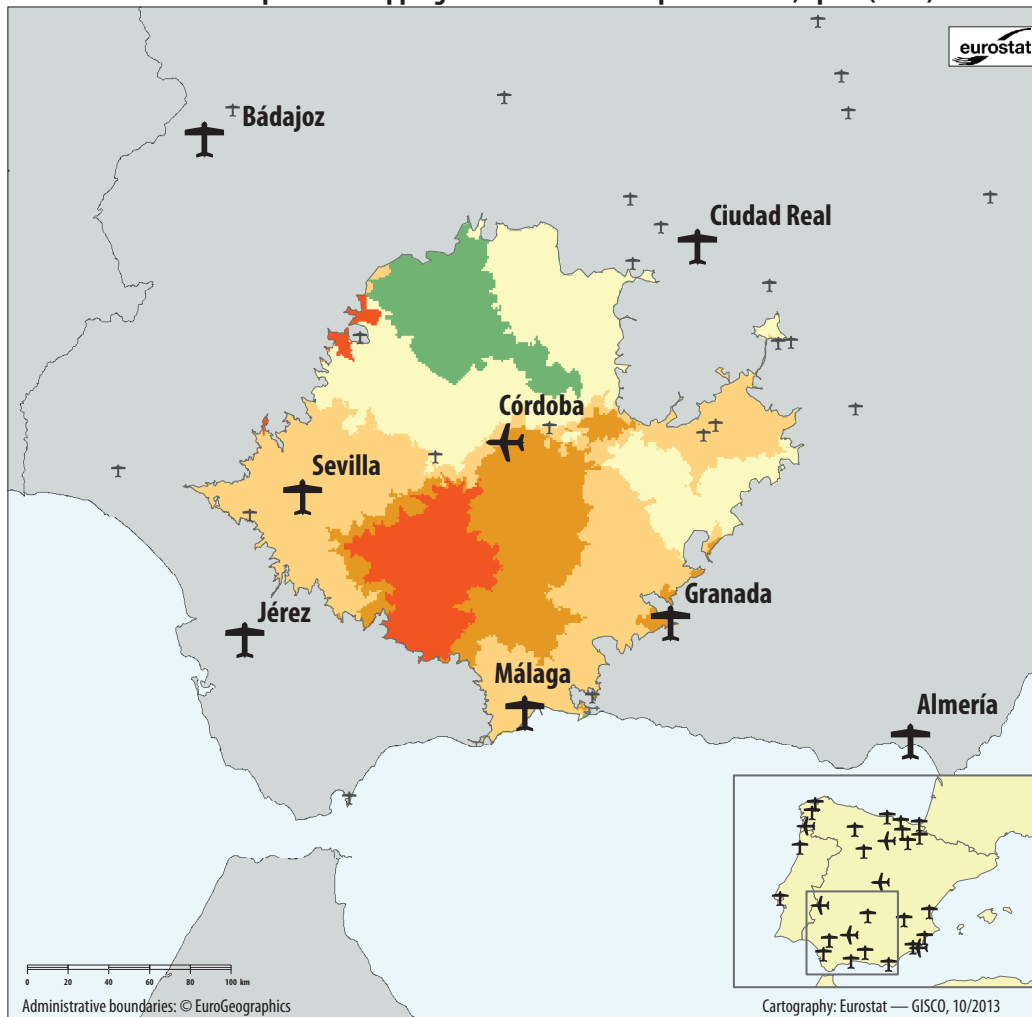 eurostat
Bádajoz
Ciudad Real
Córdoba
Sevilla
Granada
Jérez
Málaga
Almería
0 20 40 60 80 100 km
Administrative boundaries: © EuroGeographics
Cartography: Eurostat — GISCO, 10/2013